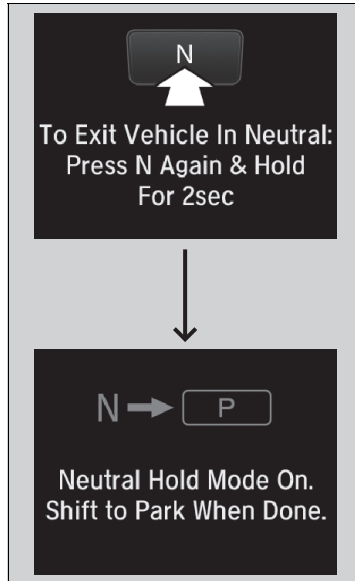 N
To Exit Vehicle In Neutral:
Press N Again & Hold
For 2sec
N P
Neutral Hold Mode On.
Shift to Park When Done.